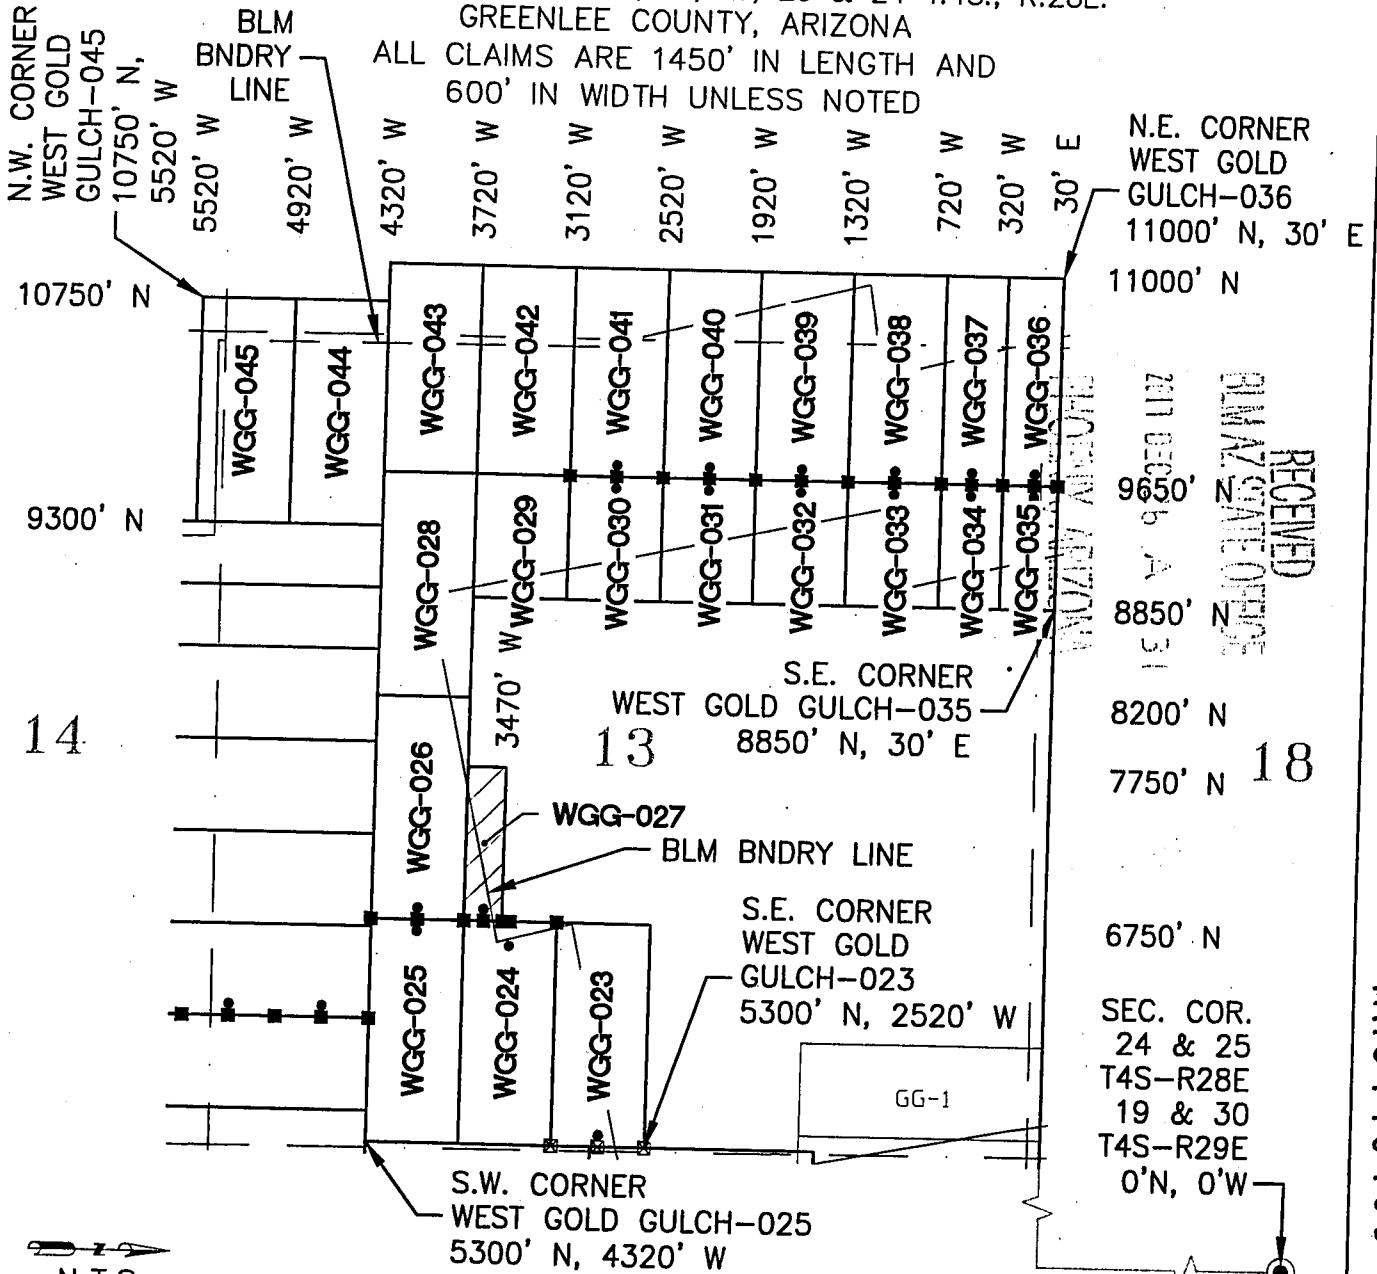 GREENLEE COUNTY, ARIZONA
ALL CLAIMS ARE 1450' IN LENGTH AND
600' IN WIDTH UNLESS NOTED
N.W. CORNER
WEST GOLD
GULCH-045
10750' N,
5520' W
BLM
BNDRY
LINE
5520' W
4920' W
4320' W
3720' W
3120' W
2520' W
1920' W
1320' W
720' W
320' W
30' E
N.E. CORNER
WEST GOLD
GULCH-036
11000' N, 30' E
10750' N
11000' N
WGG-045
WGG-044
WGG-043
WGG-042
WGG-041
WGG-040
WGG-039
WGG-038
WGG-037
WGG-036
RECEIVED
BLM AZ STATE OFFICE
9300' N
9650' N
WGG-028
WGG-029
WGG-030
WGG-031
WGG-032
WGG-033
WGG-034
WGG-035
8850' N
S.E. CORNER
WEST GOLD GULCH-035
8850' N, 30' E
3470' W
8200' N
14
13
18
7750' N
WGG-026
WGG-027
BLM BNDRY LINE
S.E. CORNER
WEST GOLD
GULCH-023
5300' N, 2520' W
6750' N
WGG-025
WGG-024
WGG-023
GG-1
SEC. COR.
24 & 25
T4S-R28E
19 & 30
T4S-R29E
0'N, 0'W
S.W. CORNER
WEST GOLD GULCH-025
5300' N, 4320' W
Z